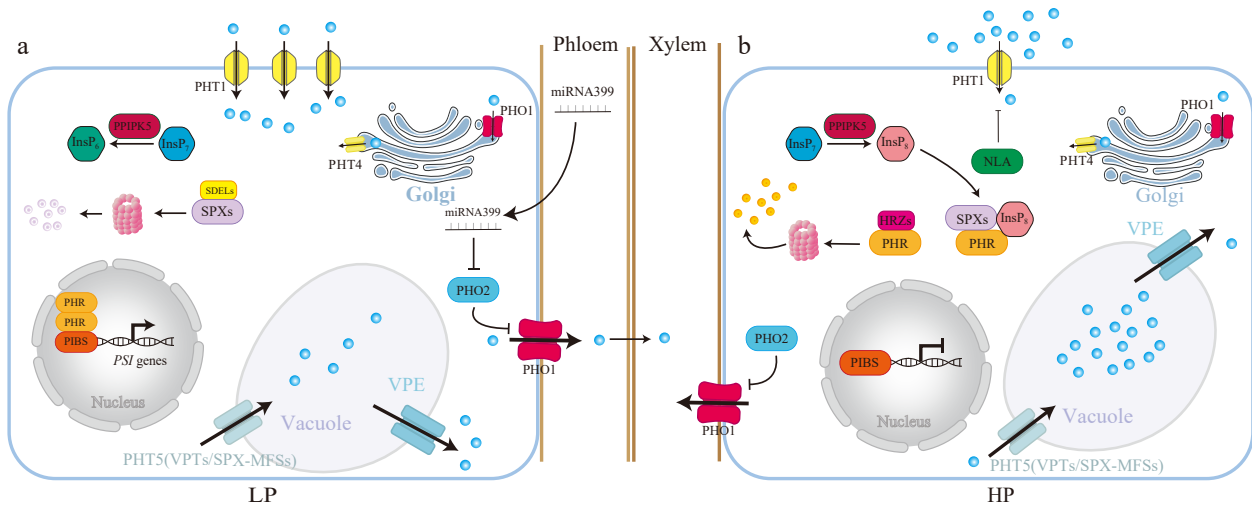 a
Phloem
Xylem
b
PHT1
miRNA399
PHO1
PPIPK5
InsP6
InsP7
PHT4
Golgi
SDELs
SPXs
miRNA399
PHO2
PHR
PHR
PIBS
PSI genes
Nucleus
VPE
Vacuole
PHO1
PHT5(VPTs/SPX-MFSs)
LP
PHT1
PHO1
PPIPK5
InsP7
InsP8
NLA
PHT4
Golgi
HRZs
PHR
SPXs
InsP8
PHR
VPE
PHO2
PIBS
Nucleus
Vacuole
PHO1
PHT5(VPTs/SPX-MFSs)
HP